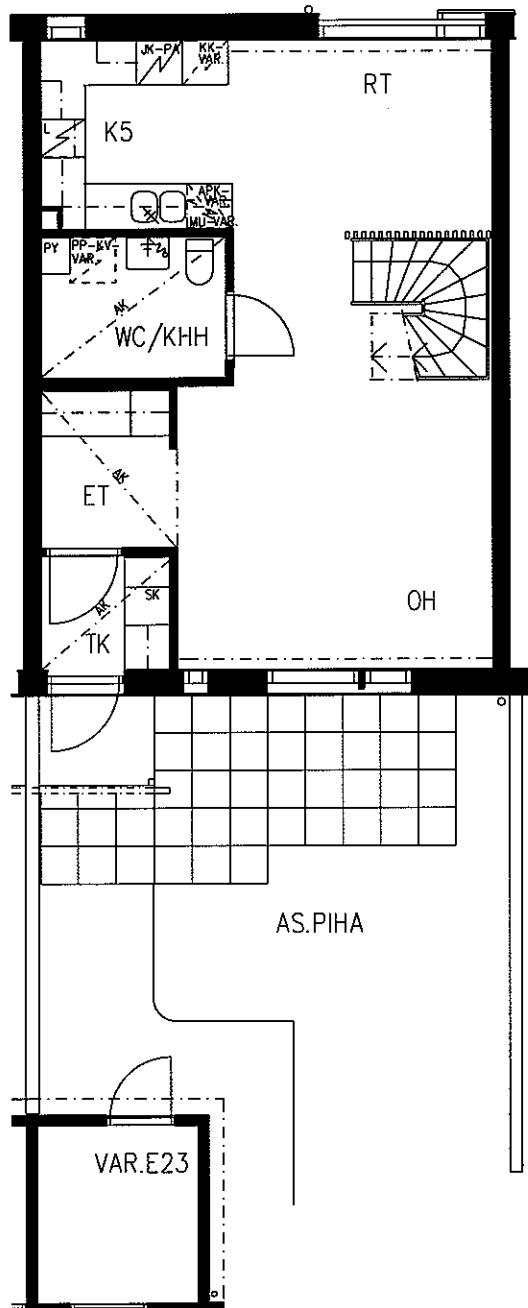 JK-PA
KK-
VAR.
RT
L
K5
APK-
VAR.
MU-VAR.
PY
PP-KV-
VAR.
AK
WC/KHH
AK
ET
AK
SK
TK
OH
AS.PIHA
VAR.E23